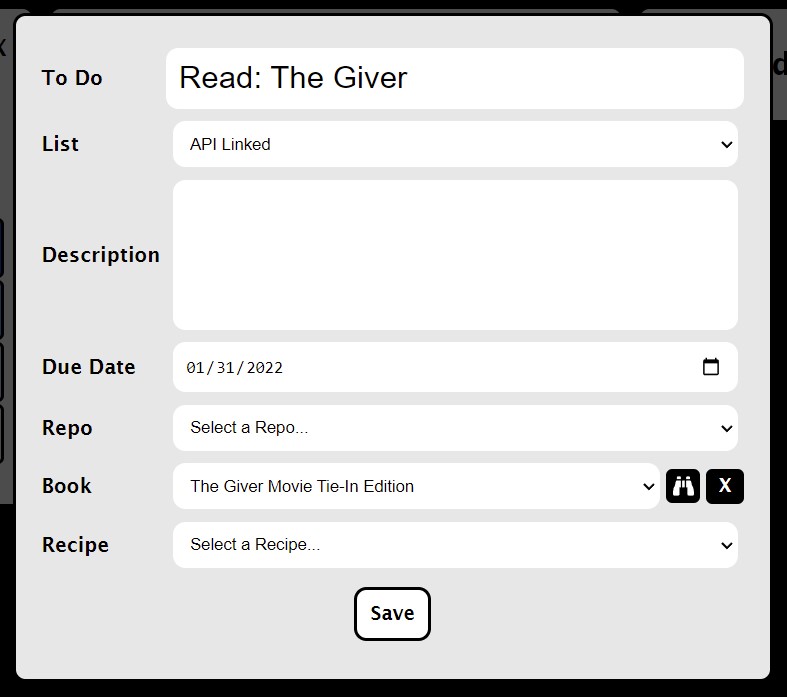 To Do Read: The Giver
List API Linked
Description
Due Date 01/31/2022
Repo Select a Repo...
Book The Giver Movie Tie-In Edition X
Recipe Select a Recipe...
Save